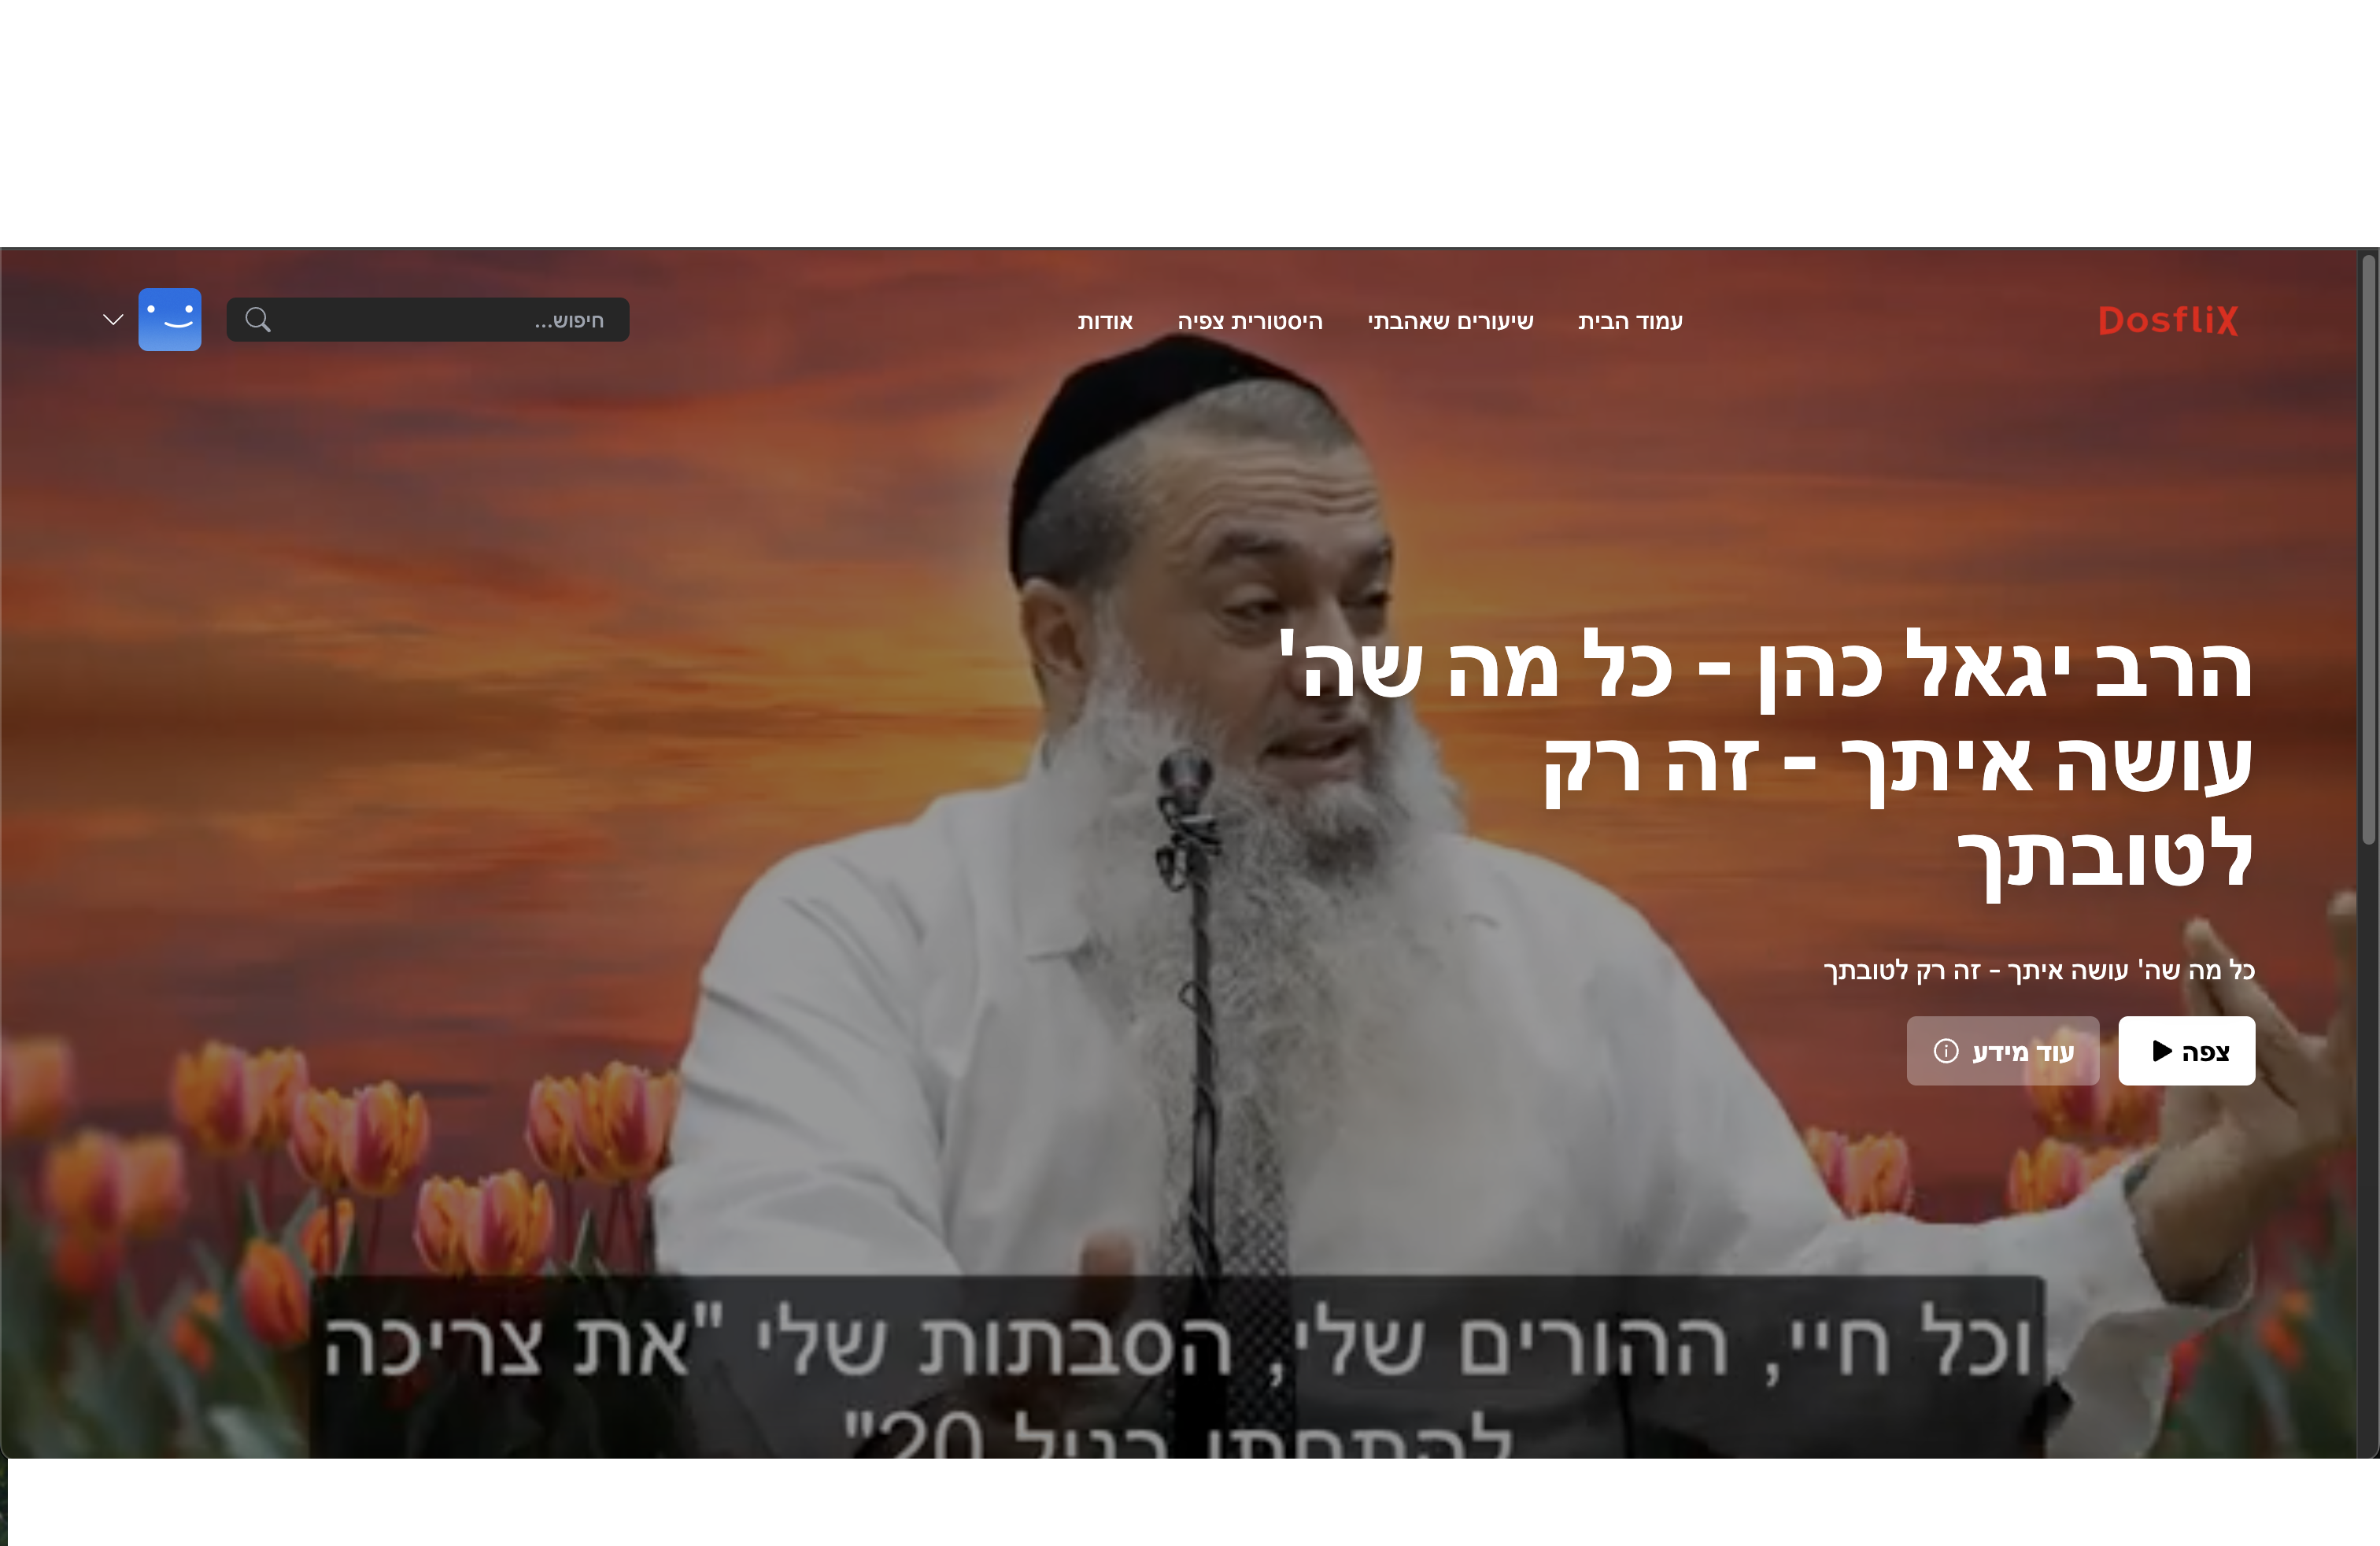 DosfliX
עמוד הבית
שיעורים שאהבתי
היסטורית צפיה
אודות
חיפוש...
הרב יגאל כהן - כל מה שה'
עושה איתך - זה רק
לטובתך
כל מה שה' עושה איתך - זה רק לטובתך
צפה
עוד מידע
וכל חיי, ההורים שלי, הסבתות שלי "את צריכה
להתחתן בגיל 20"